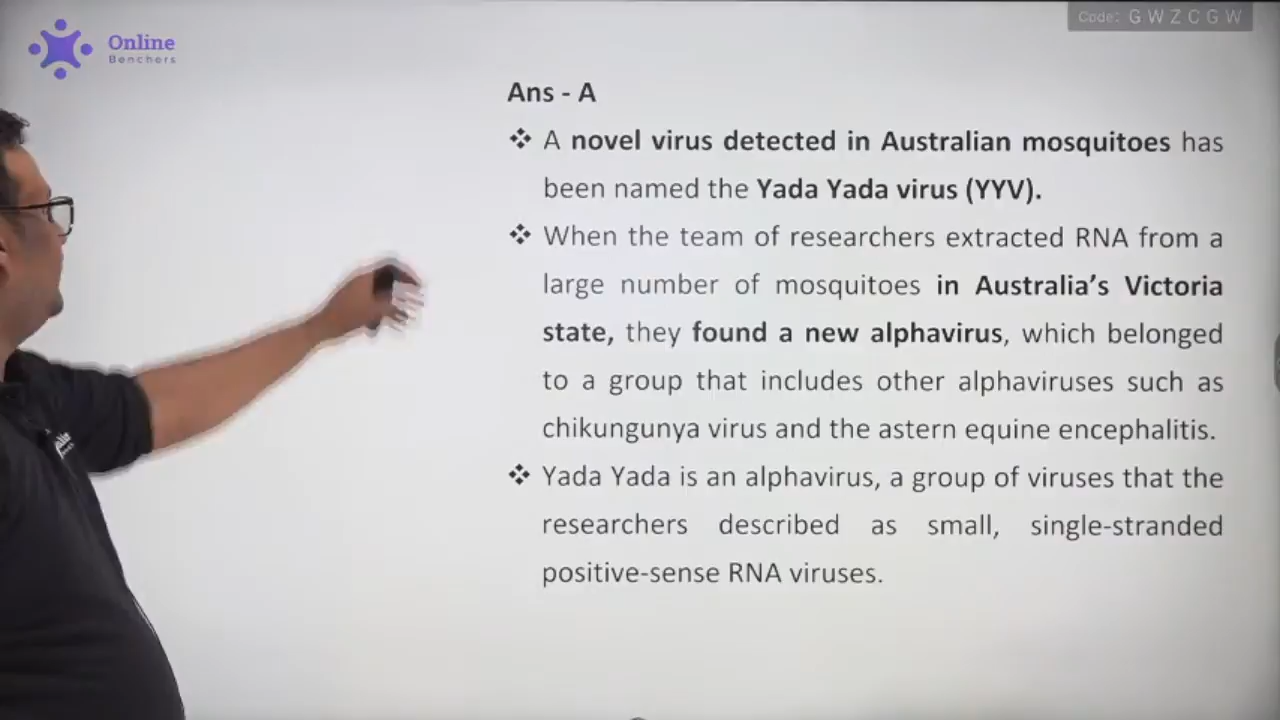 Code: G W Z C G W
Online
Benchers
Ans - A
❖ A novel virus detected in Australian mosquitoes has
been named the Yada Yada virus (YYV).
❖ When the team of researchers extracted RNA from a
large number of mosquitoes in Australia’s Victoria
state, they found a new alphavirus, which belonged
to a group that includes other alphaviruses such as
chikungunya virus and the astern equine encephalitis.
❖ Yada Yada is an alphavirus, a group of viruses that the
researchers described as small, single-stranded
positive-sense RNA viruses.